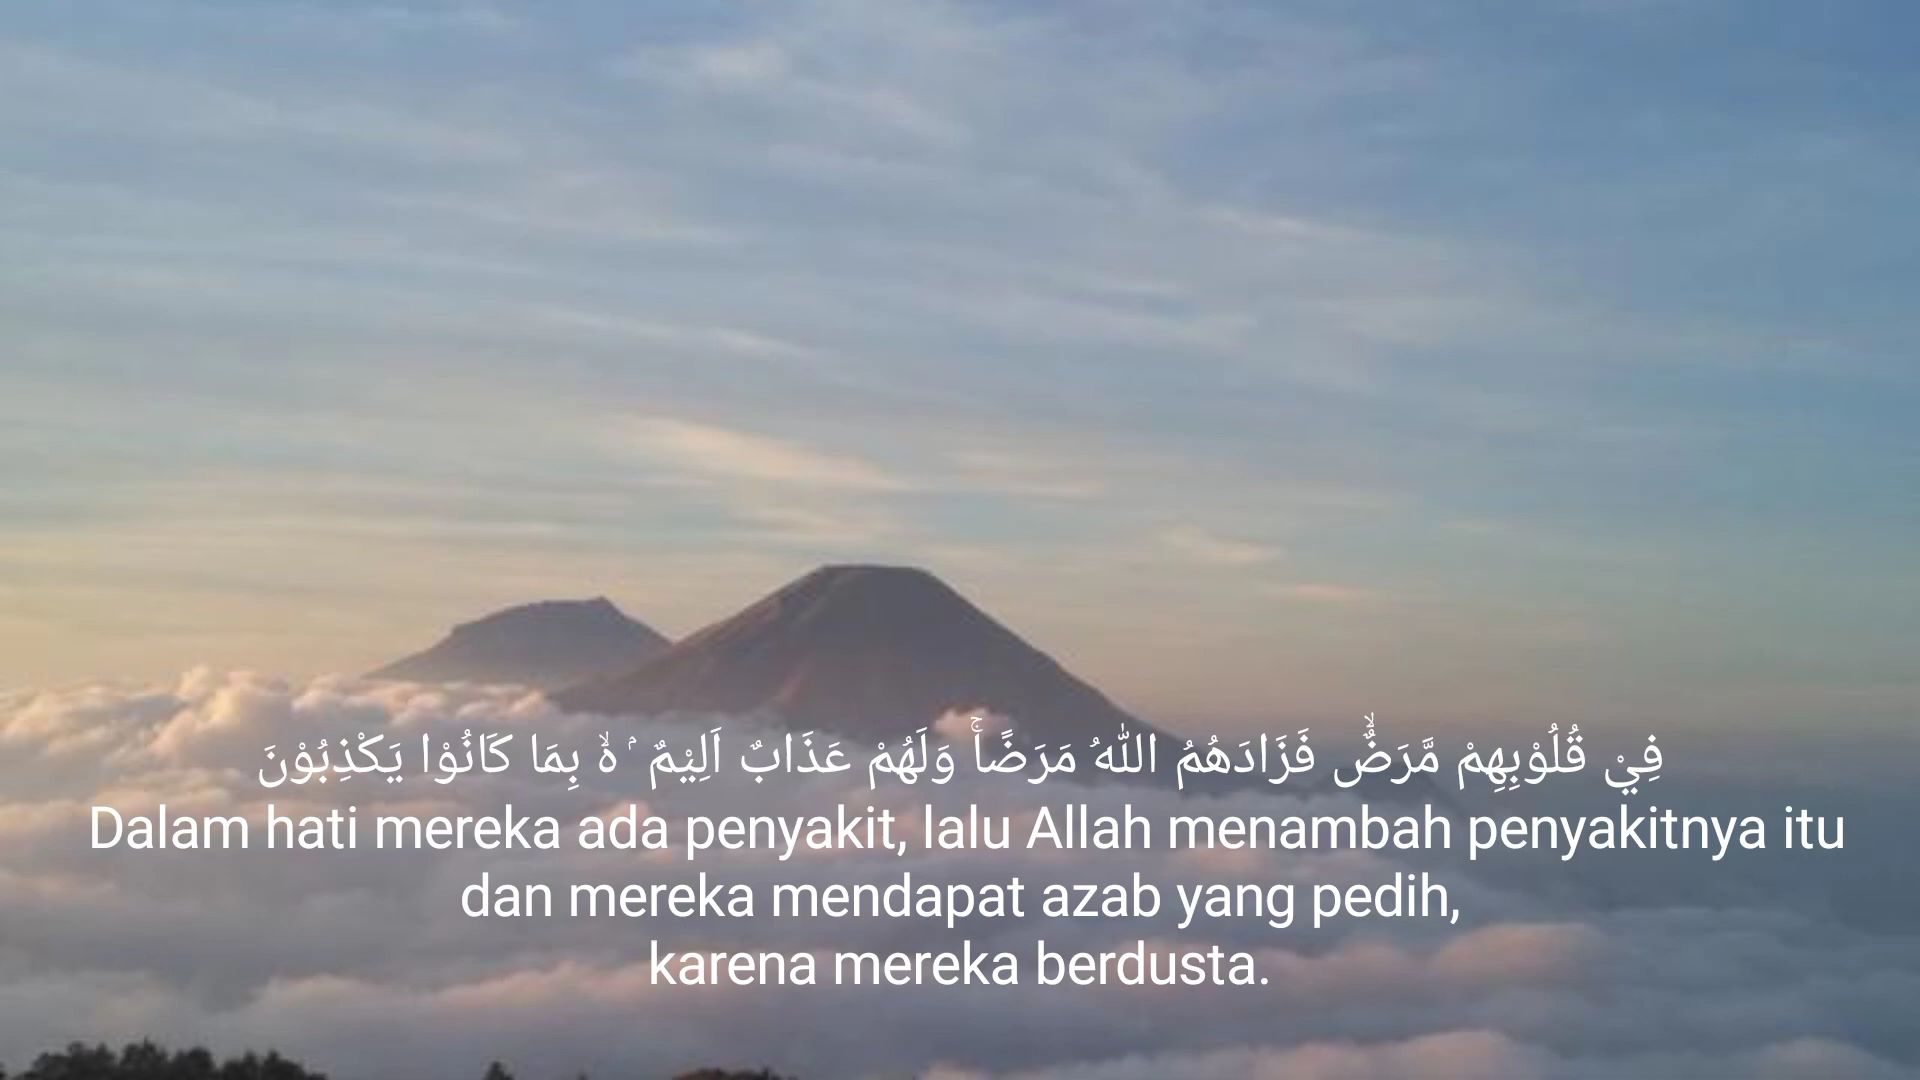 فِيْ قُلُوْبِهِمْ مَّرَضٌۙ فَزَادَهُمُ اللّٰهُ مَرَضًاۚ وَلَهُمْ عَذَابٌ اَلِيْمٌ ۢ ەۙ بِمَا كَانُوْا يَكْذِبُوْنَ
Dalam hati mereka ada penyakit, lalu Allah menambah penyakitnya itu
dan mereka mendapat azab yang pedih,
karena mereka berdusta.